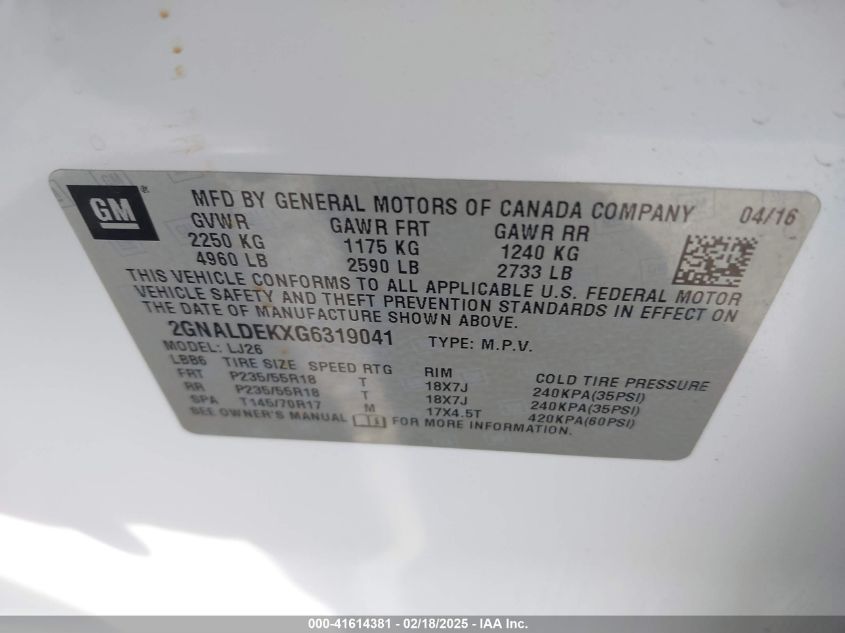 GM ®
MFD BY GENERAL MOTORS OF CANADA COMPANY 04/16
GVWR GAWR FRT GAWR RR
2250 KG 1175 KG 1240 KG
4960 LB 2590 LB 2733 LB
THIS VEHICLE CONFORMS TO ALL APPLICABLE U.S. FEDERAL MOTOR
VEHICLE SAFETY AND THEFT PREVENTION STANDARDS IN EFFECT ON
THE DATE OF MANUFACTURE SHOWN ABOVE.
2GNALDEKXG6319041 TYPE: M.P.V.
MODEL: LJ26
LBB6 TIRE SIZE SPEED RTG RIM COLD TIRE PRESSURE
FRT P235/55R18 T 18X7J 240KPA(35PSI)
RR P235/55R18 T 18X7J 240KPA(35PSI)
SPA T145/70R17 M 17X4.5T 420KPA(60PSI)
SEE OWNER'S MANUAL FOR MORE INFORMATION.
000-41614381 - 02/18/2025 - IAA Inc.